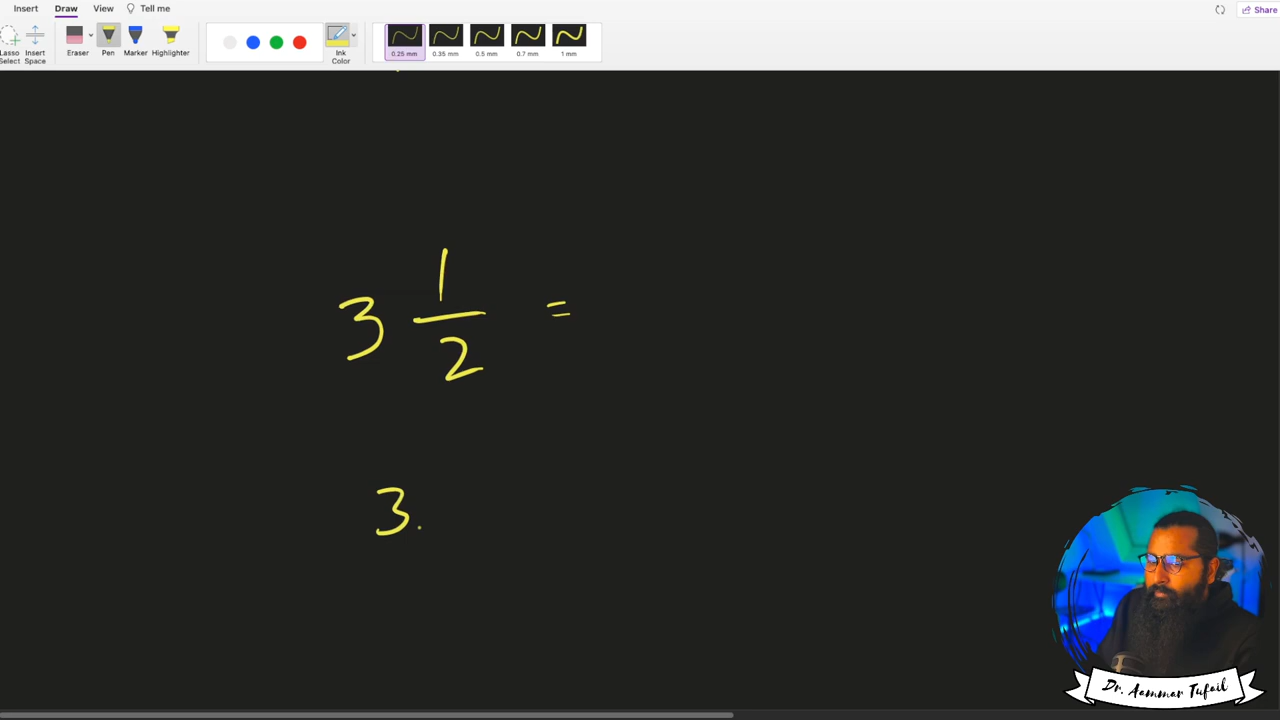 Insert Draw View Tell me Share
Lasso Select Insert Space Eraser Pen Marker Highlighter Ink Color 0.25 mm 0.35 mm 0.5 mm 0.7 mm 1 mm
3 1/2 =
3.
Dr. Aammar Tufail